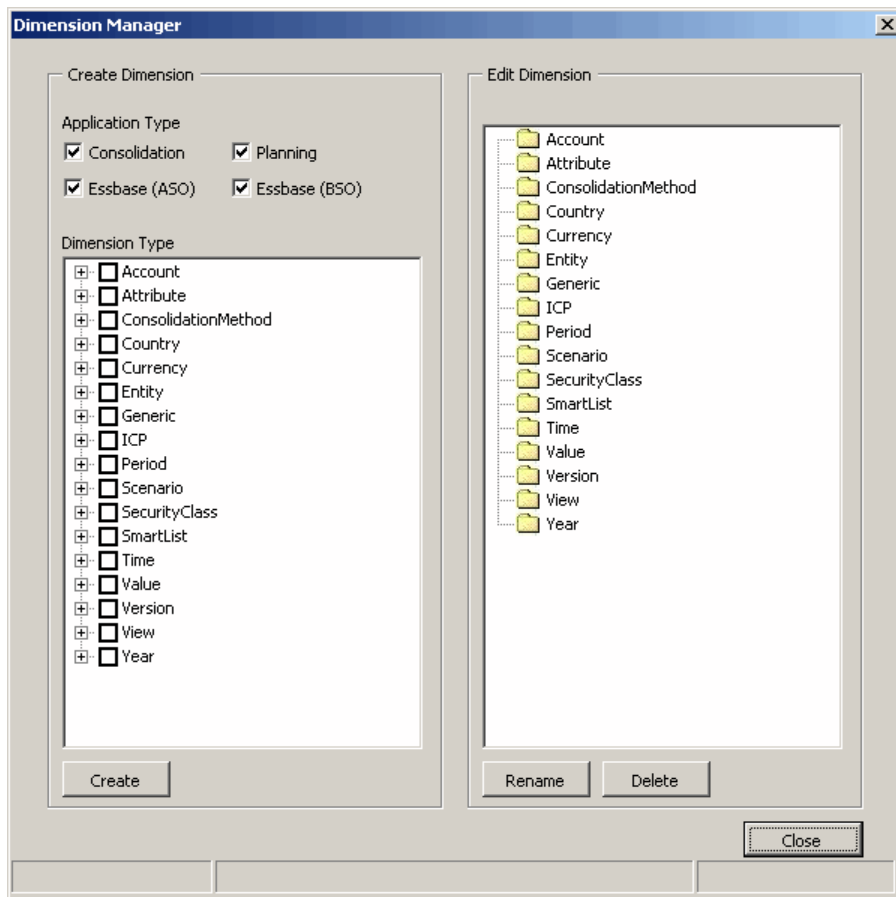 Dimension Manager
Create Dimension
Application Type
Consolidation Planning
Essbase (ASO) Essbase (BSO)
Dimension Type
Account
Attribute
ConsolidationMethod
Country
Currency
Entity
Generic
ICP
Period
Scenario
SecurityClass
SmartList
Time
Value
Version
View
Year
Create
Edit Dimension
Account
Attribute
ConsolidationMethod
Country
Currency
Entity
Generic
ICP
Period
Scenario
SecurityClass
SmartList
Time
Value
Version
View
Year
Rename Delete
Close